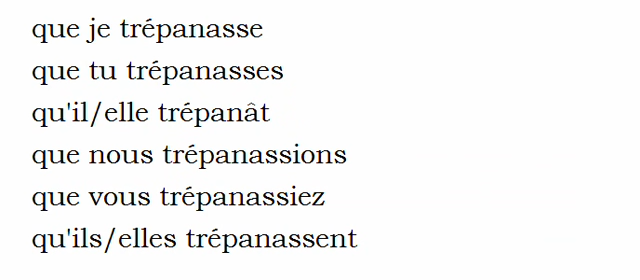 que je trépanasse
que tu trépanasses
qu'il/elle trépanât
que nous trépanassions
que vous trépanassiez
qu'ils/elles trépanassent